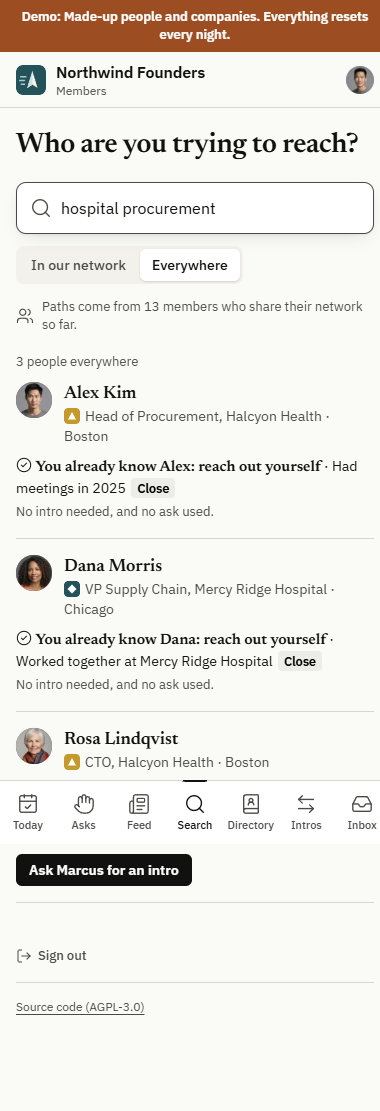 Demo: Made-up people and companies. Everything resets
every night.
Northwind Founders
Members
Who are you trying to reach?
hospital procurement
In our network
Everywhere
Paths come from 13 members who share their network
so far.
3 people everywhere
Alex Kim
Head of Procurement, Halcyon Health ·
Boston
You already know Alex: reach out yourself · Had
meetings in 2025 Close
No intro needed, and no ask used.
Dana Morris
VP Supply Chain, Mercy Ridge Hospital ·
Chicago
You already know Dana: reach out yourself ·
Worked together at Mercy Ridge Hospital Close
No intro needed, and no ask used.
Rosa Lindqvist
CTO, Halcyon Health · Boston
Today
Asks
Feed
Search
Directory
Intros
Inbox
Ask Marcus for an intro
Sign out
Source code (AGPL-3.0)